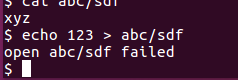 $ cat abc/sdf
xyz
$ echo 123 > abc/sdf
open abc/sdf failed
$